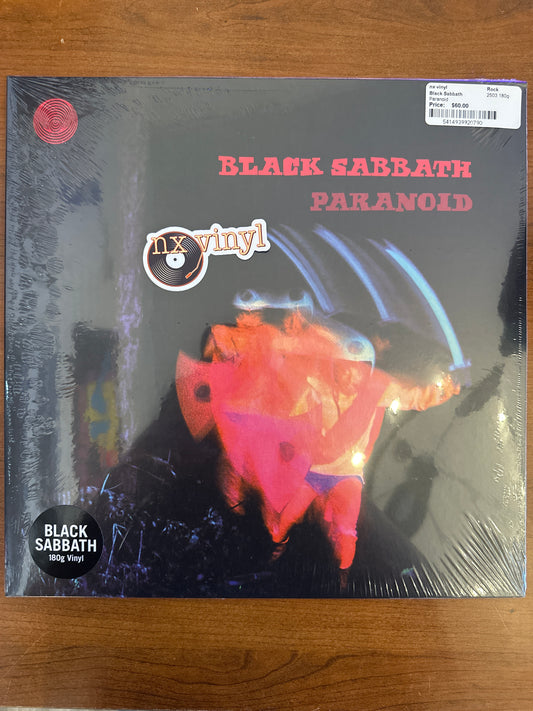 nx vinyl Rock
Black Sabbath 2503 180g
Paranoid
Price: $60.00
5414939920790
BLACK SABBATH
PARANOID
nx vinyl
BLACK
SABBATH
180g Vinyl